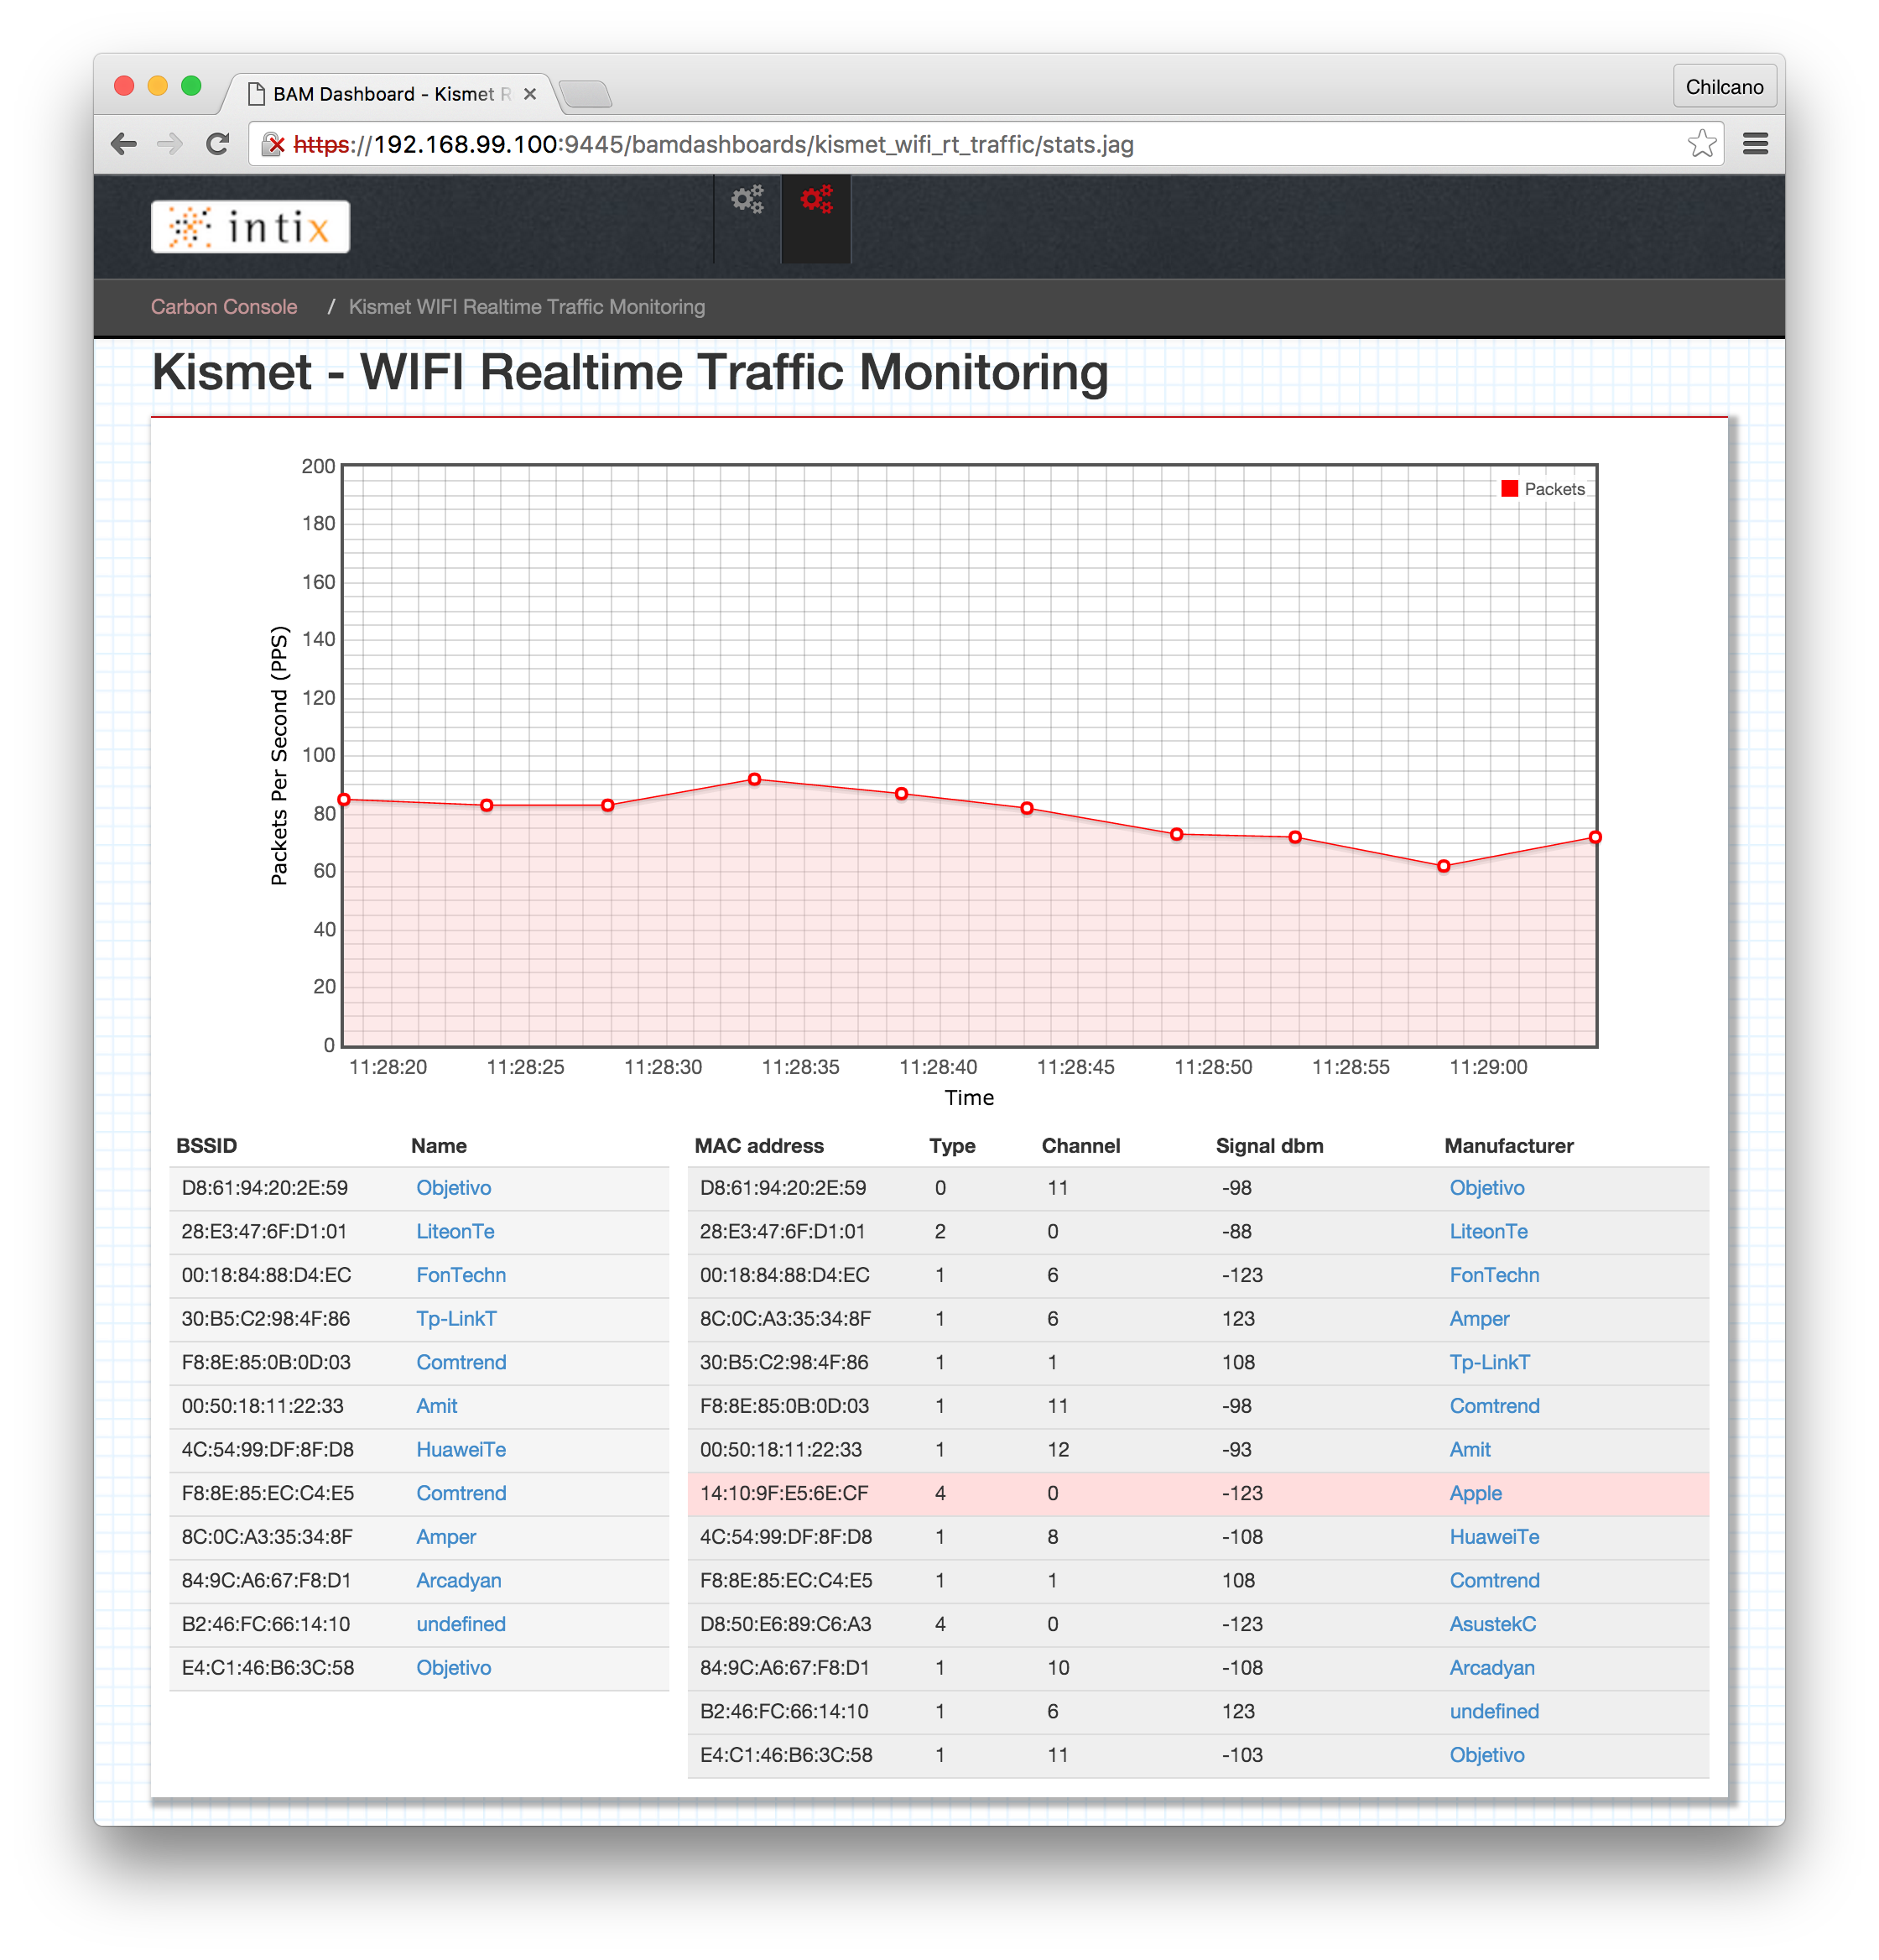 BAM Dashboard - Kismet R
Chilcano
https://192.168.99.100:9445/bamdashboards/kismet_wifi_rt_traffic/stats.jag
intix
Carbon Console / Kismet WIFI Realtime Traffic Monitoring
Kismet - WIFI Realtime Traffic Monitoring
Packets
Packets Per Second (PPS)
200
180
160
140
120
100
80
60
40
20
0
11:28:20 11:28:25 11:28:30 11:28:35 11:28:40 11:28:45 11:28:50 11:28:55 11:29:00
Time
BSSID Name
D8:61:94:20:2E:59 Objetivo
28:E3:47:6F:D1:01 LiteonTe
00:18:84:88:D4:EC FonTechn
30:B5:C2:98:4F:86 Tp-LinkT
F8:8E:85:0B:0D:03 Comtrend
00:50:18:11:22:33 Amit
4C:54:99:DF:8F:D8 HuaweiTe
F8:8E:85:EC:C4:E5 Comtrend
8C:0C:A3:35:34:8F Amper
84:9C:A6:67:F8:D1 Arcadyan
B2:46:FC:66:14:10 undefined
E4:C1:46:B6:3C:58 Objetivo
MAC address Type Channel Signal dbm Manufacturer
D8:61:94:20:2E:59 0 11 -98 Objetivo
28:E3:47:6F:D1:01 2 0 -88 LiteonTe
00:18:84:88:D4:EC 1 6 -123 FonTechn
8C:0C:A3:35:34:8F 1 6 123 Amper
30:B5:C2:98:4F:86 1 1 108 Tp-LinkT
F8:8E:85:0B:0D:03 1 11 -98 Comtrend
00:50:18:11:22:33 1 12 -93 Amit
14:10:9F:E5:6E:CF 4 0 -123 Apple
4C:54:99:DF:8F:D8 1 8 -108 HuaweiTe
F8:8E:85:EC:C4:E5 1 1 108 Comtrend
D8:50:E6:89:C6:A3 4 0 -123 AsustekC
84:9C:A6:67:F8:D1 1 10 -108 Arcadyan
B2:46:FC:66:14:10 1 6 123 undefined
E4:C1:46:B6:3C:58 1 11 -103 Objetivo